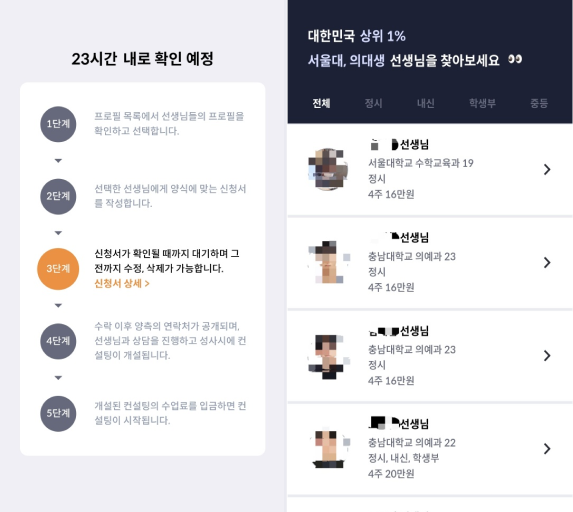 23시간 내로 확인 예정
1단계
프로필 목록에서 선생님들의 프로필을
확인하고 선택합니다.
2단계
선택한 선생님에게 양식에 맞는 신청서
를 작성합니다.
3단계
신청서가 확인될 때까지 대기하며 그
전까지 수정, 삭제가 가능합니다.
신청서 상세 >
4단계
수락 이후 양측의 연락처가 공개되며,
선생님과 상담을 진행하고 성사시에 컨
설팅이 개설됩니다.
5단계
개설된 컨설팅의 수업료를 입금하면 컨
설팅이 시작됩니다.
대한민국 상위 1%
서울대, 의대생 선생님을 찾아보세요 👀
전체 정시 내신 학생부 중등
선생님
서울대학교 수학교육과 19
정시
4주 16만원
선생님
충남대학교 의예과 23
정시
4주 16만원
선생님
충남대학교 의예과 23
정시
4주 16만원
선생님
충남대학교 의예과 22
정시, 내신, 학생부
4주 20만원